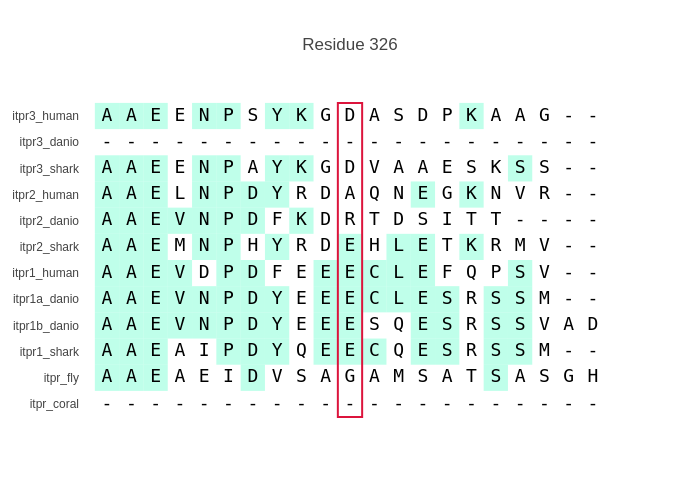 Residue 326
itpr3_human A A E E N P S Y K G D A S D P K A A G - -
itpr3_danio - - - - - - - - - - - - - - - - - - - - -
itpr3_shark A A E E N P A Y K G D V A A E S K S S - -
itpr2_human A A E L N P D Y R D A Q N E G K N V R - -
itpr2_danio A A E V N P D F K D R T D S I T T - - - -
itpr2_shark A A E M N P H Y R D E H L E T K R M V - -
itpr1_human A A E V D P D F E E E C L E F Q P S V - -
itpr1a_danio A A E V N P D Y E E E C L E S R S S M - -
itpr1b_danio A A E V N P D Y E E E S Q E S R S S V A D
itpr1_shark A A E A I P D Y Q E E C Q E S R S S M - -
itpr_fly A A E A E I D V S A G A M S A T S A S G H
itpr_coral - - - - - - - - - - - - - - - - - - - - -